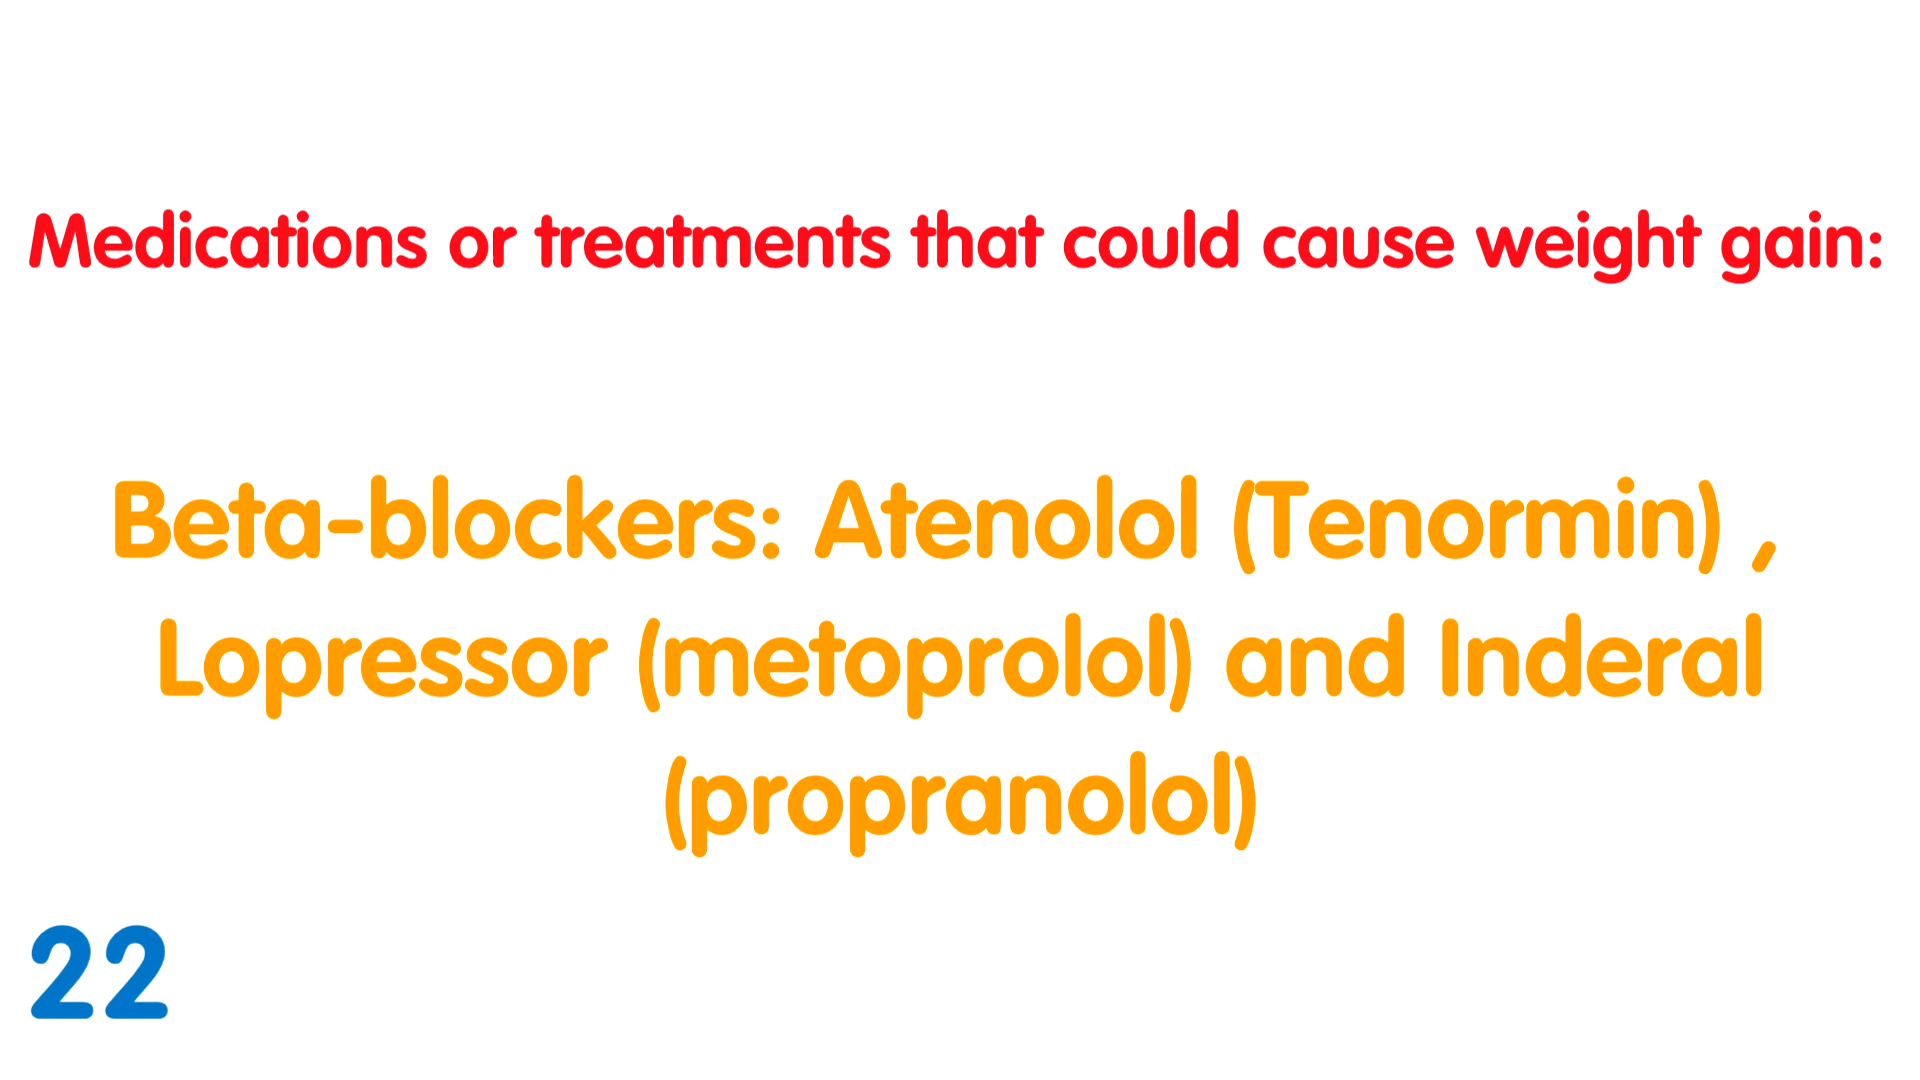 Medications or treatments that could cause weight gain:
Beta-blockers: Atenolol (Tenormin) ,
Lopressor (metoprolol) and Inderal
(propranolol)
22